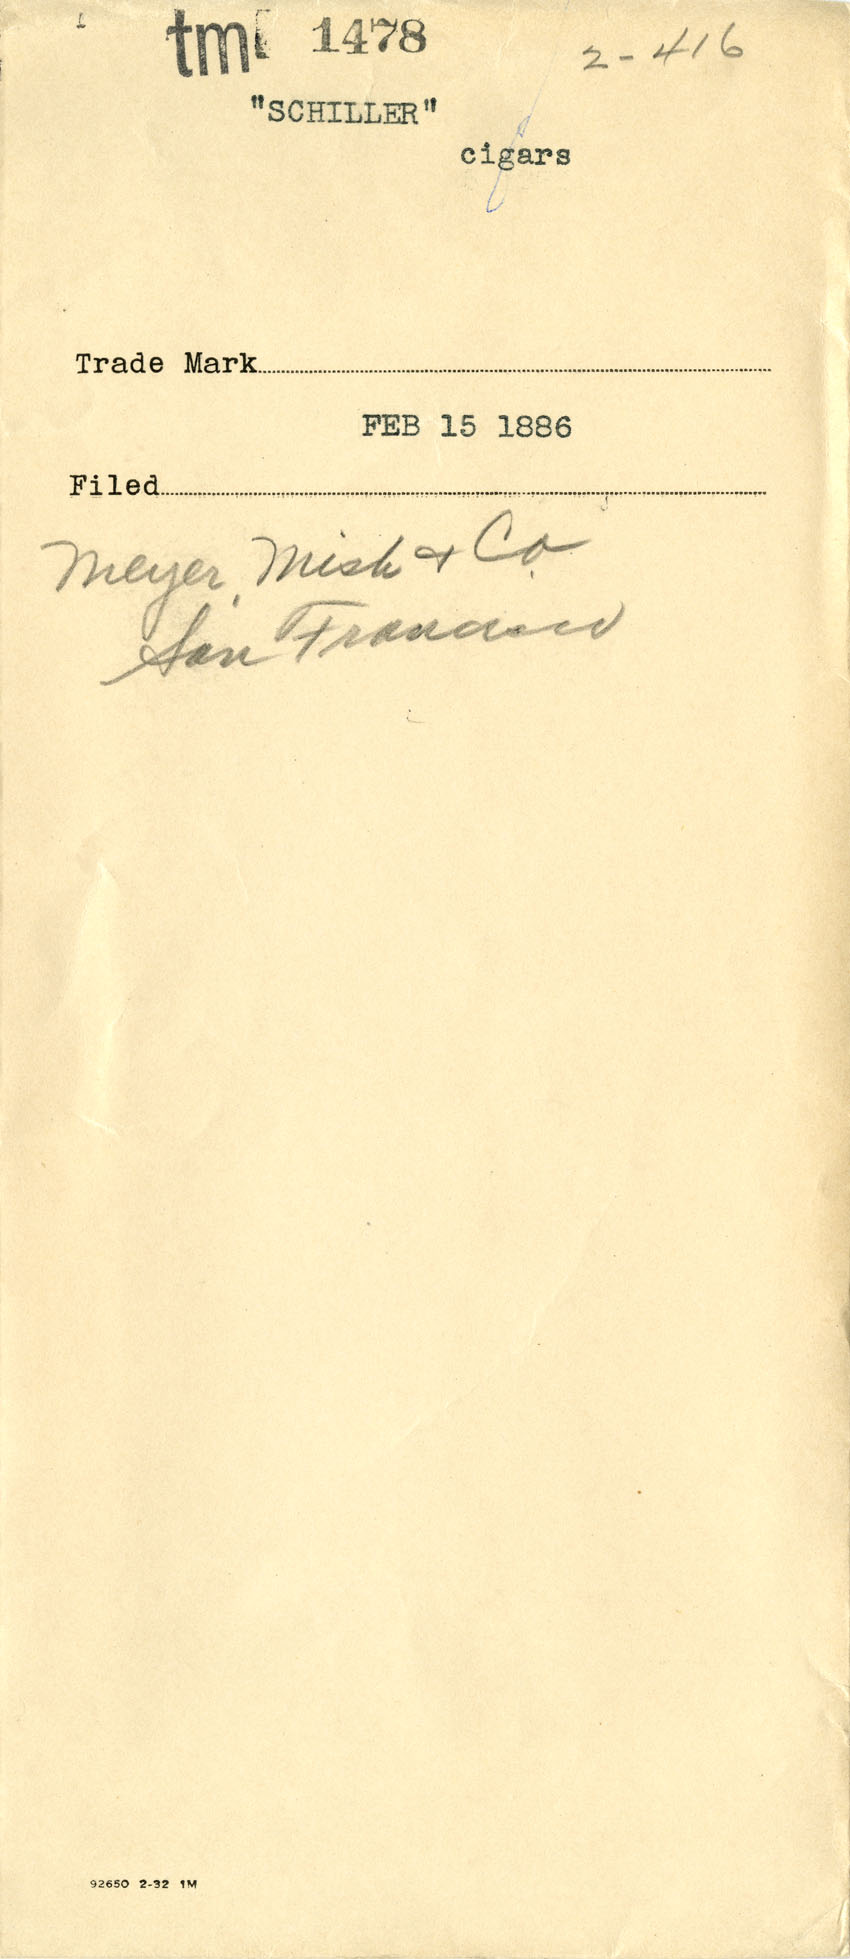 tm 1478
2-416
"SCHILLER"
cigars
Trade Mark
FEB 15 1886
Filed
Meyer, Mish & Co
San Francisco
92650 2-32 1M